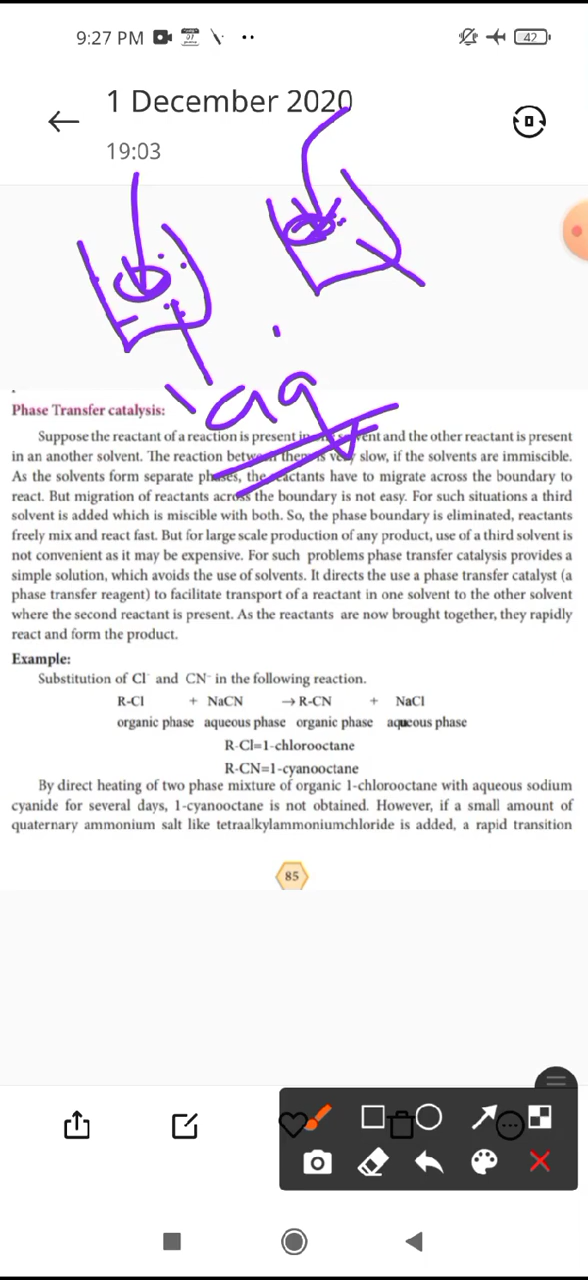 9:27 PM
42
1 December 2020
19:03
aq
Phase Transfer catalysis:
Suppose the reactant of a reaction is present in solvent and the other reactant is present
in an another solvent. The reaction between them is very slow, if the solvents are immiscible.
As the solvents form separate phases, the reactants have to migrate across the boundary to
react. But migration of reactants across the boundary is not easy. For such situations a third
solvent is added which is miscible with both. So, the phase boundary is eliminated, reactants
freely mix and react fast. But for large scale production of any product, use of a third solvent is
not convenient as it may be expensive. For such problems phase transfer catalysis provides a
simple solution, which avoids the use of solvents. It directs the use a phase transfer catalyst (a
phase transfer reagent) to facilitate transport of a reactant in one solvent to the other solvent
where the second reactant is present. As the reactants are now brought together, they rapidly
react and form the product.
Example:
Substitution of Cl⁻ and CN⁻ in the following reaction.
R-Cl + NaCN → R-CN + NaCl
organic phase aqueous phase organic phase aqueous phase
R-Cl=1-chlorooctane
R-CN=1-cyanooctane
By direct heating of two phase mixture of organic 1-chlorooctane with aqueous sodium
cyanide for several days, 1-cyanooctane is not obtained. However, if a small amount of
quaternary ammonium salt like tetraalkylammoniumchloride is added, a rapid transition
85